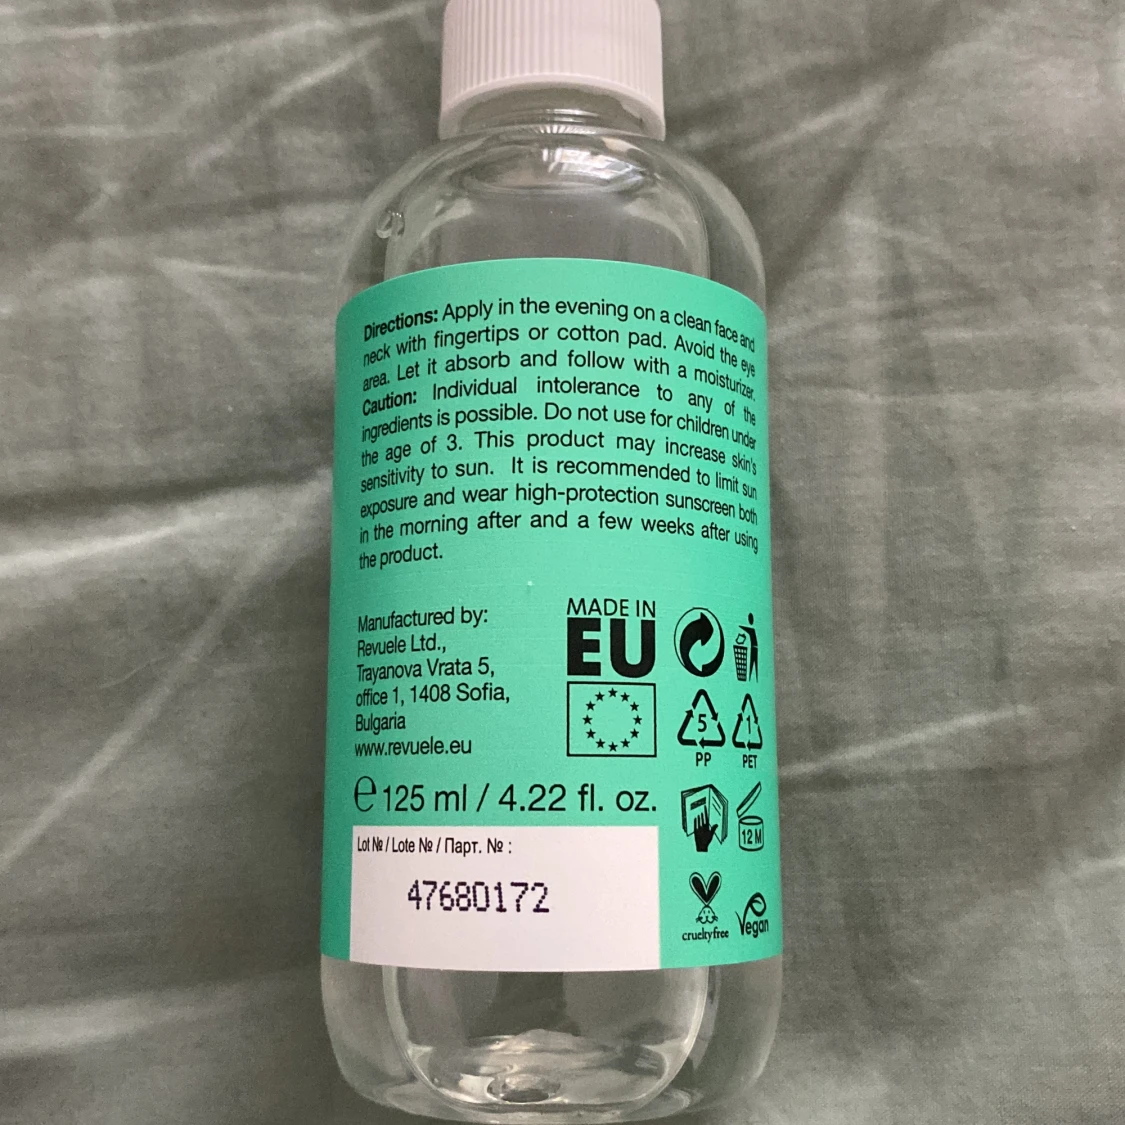 Directions: Apply in the evening on a clean face and
neck with fingertips or cotton pad. Avoid the eye
area. Let it absorb and follow with a moisturizer.
Caution: Individual intolerance to any of the
ingredients is possible. Do not use for children under
the age of 3. This product may increase skin's
sensitivity to sun. It is recommended to limit sun
exposure and wear high-protection sunscreen both
in the morning after and a few weeks after using
the product.
Manufactured by:
Revuele Ltd.,
Trayanova Vrata 5,
office 1, 1408 Sofia,
Bulgaria
www.revuele.eu
MADE IN
EU
5
PP
1
PET
℮ 125 ml / 4.22 fl. oz.
12 M
Lot № / Lote № / Парт. № :
47680172
crueltyfree
Vegan